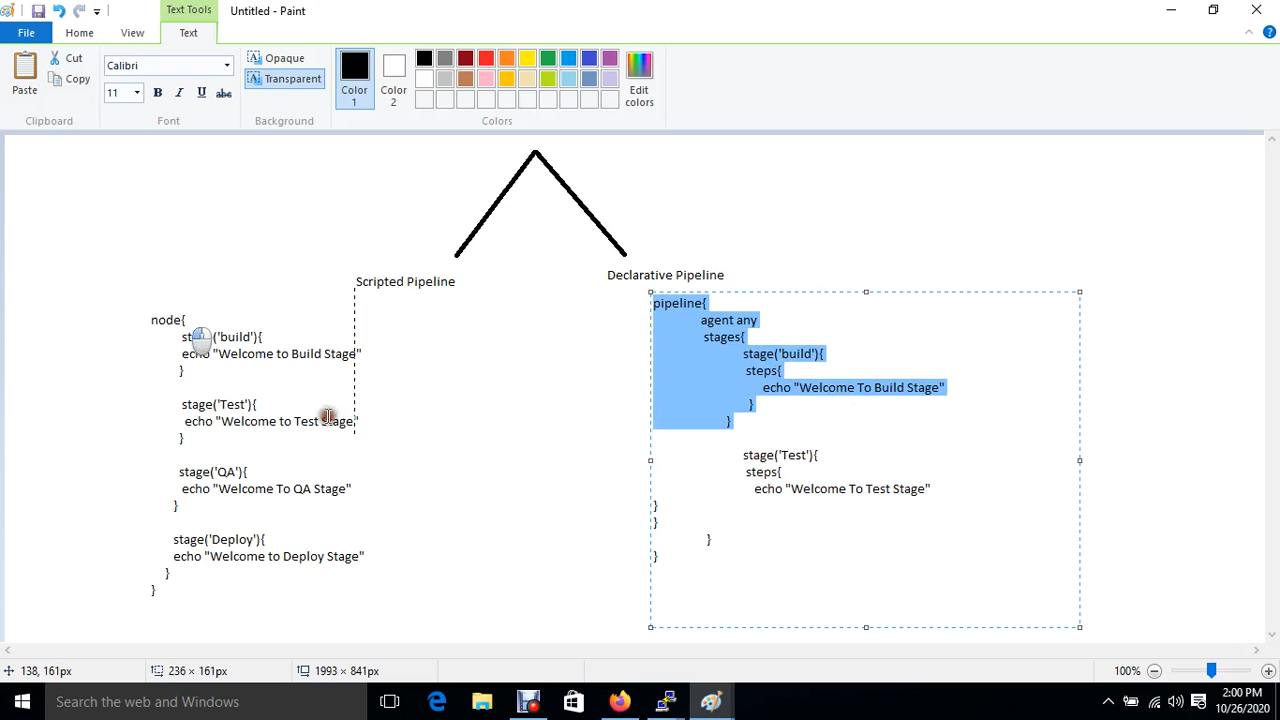 Text Tools
Untitled - Paint
File
Home
View
Text
Paste
Cut
Copy
Clipboard
Calibri
11
B
I
U
abc
Font
Opaque
Transparent
Background
Color 1
Color 2
Edit colors
Colors
Scripted Pipeline
node{
stage('build'){
echo "Welcome to Build Stage"
}
stage('Test'){
echo "Welcome to Test Stage"
}
stage('QA'){
echo "Welcome To QA Stage"
}
stage('Deploy'){
echo "Welcome to Deploy Stage"
}
}
Declarative Pipeline
pipeline{
agent any
stages{
stage('build'){
steps{
echo "Welcome To Build Stage"
}
}
stage('Test'){
steps{
echo "Welcome To Test Stage"
}
}
}
}
138, 161px
236 × 161px
1993 × 841px
100%
Search the web and Windows
2:00 PM
10/26/2020